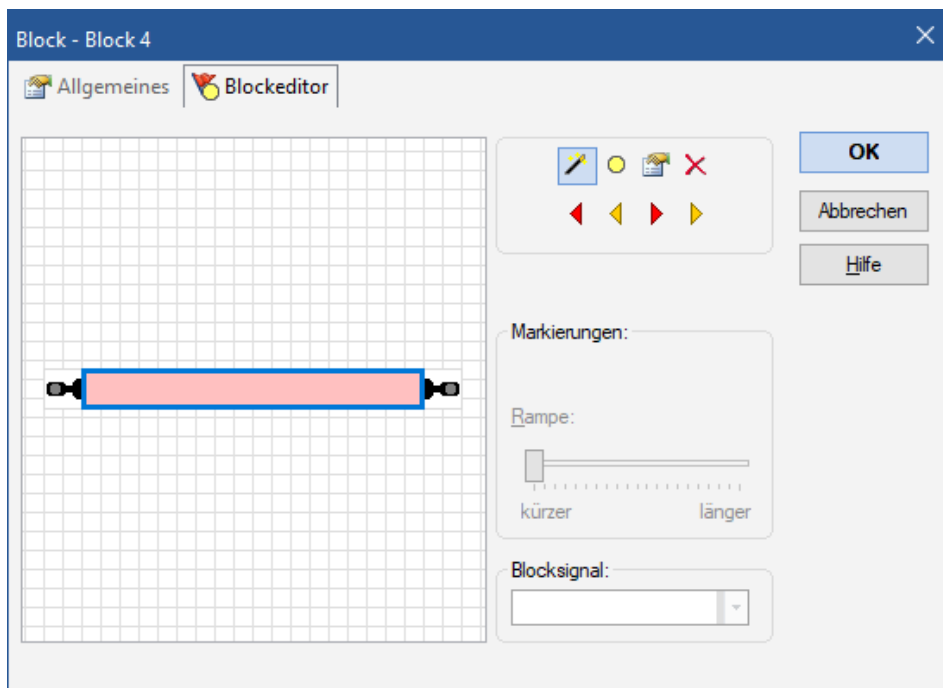 Block - Block 4
Allgemeines
Blockeditor
OK
Abbrechen
Hilfe
Markierungen:
Rampe:
kürzer länger
Blocksignal: